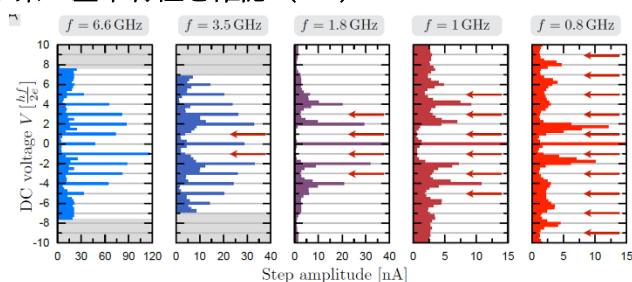 A
f = 6.6 GHz f = 3.5 GHz f = 1.8 GHz f = 1 GHz f = 0.8 GHz
DC voltage V [hf/2e]
10
8
6
4
2
0
-2
-4
-6
-8
-10
0 30 60 90 120 0 10 20 30 40 0 10 20 30 40 0 5 10 15 0 5 10 15
Step amplitude [nA]